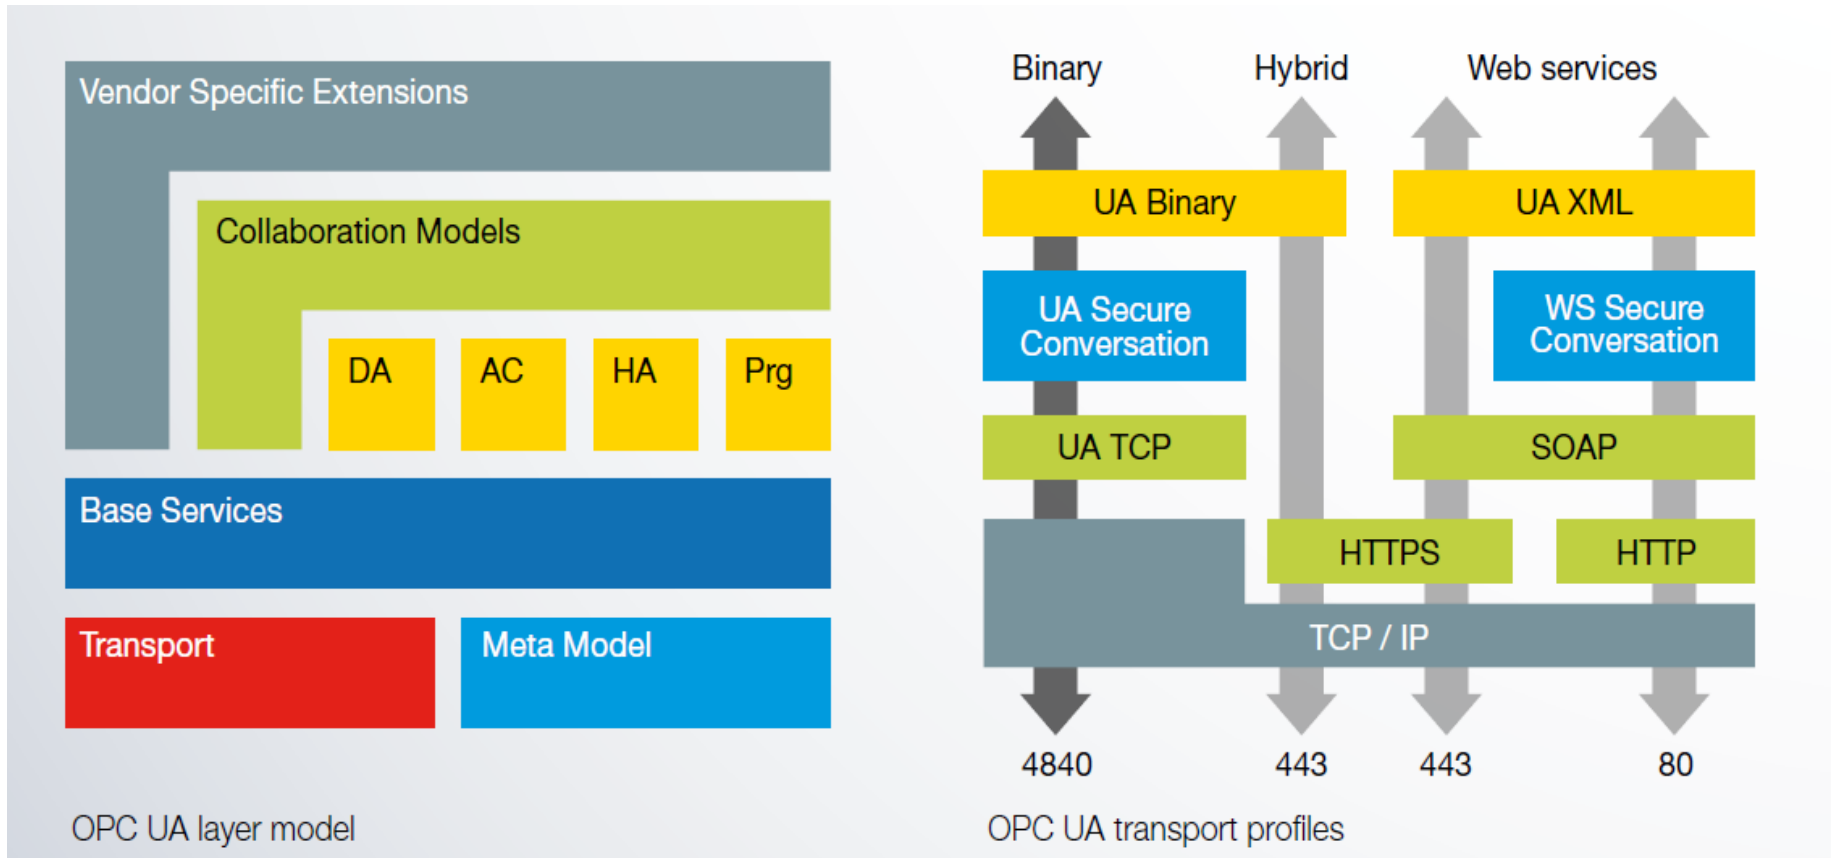 Vendor Specific Extensions
Collaboration Models
DA AC HA Prg
Base Services
Transport Meta Model
OPC UA layer model
Binary Hybrid Web services
UA Binary UA XML
UA Secure
Conversation
WS Secure
Conversation
UA TCP SOAP
HTTPS HTTP
TCP / IP
4840 443 443 80
OPC UA transport profiles